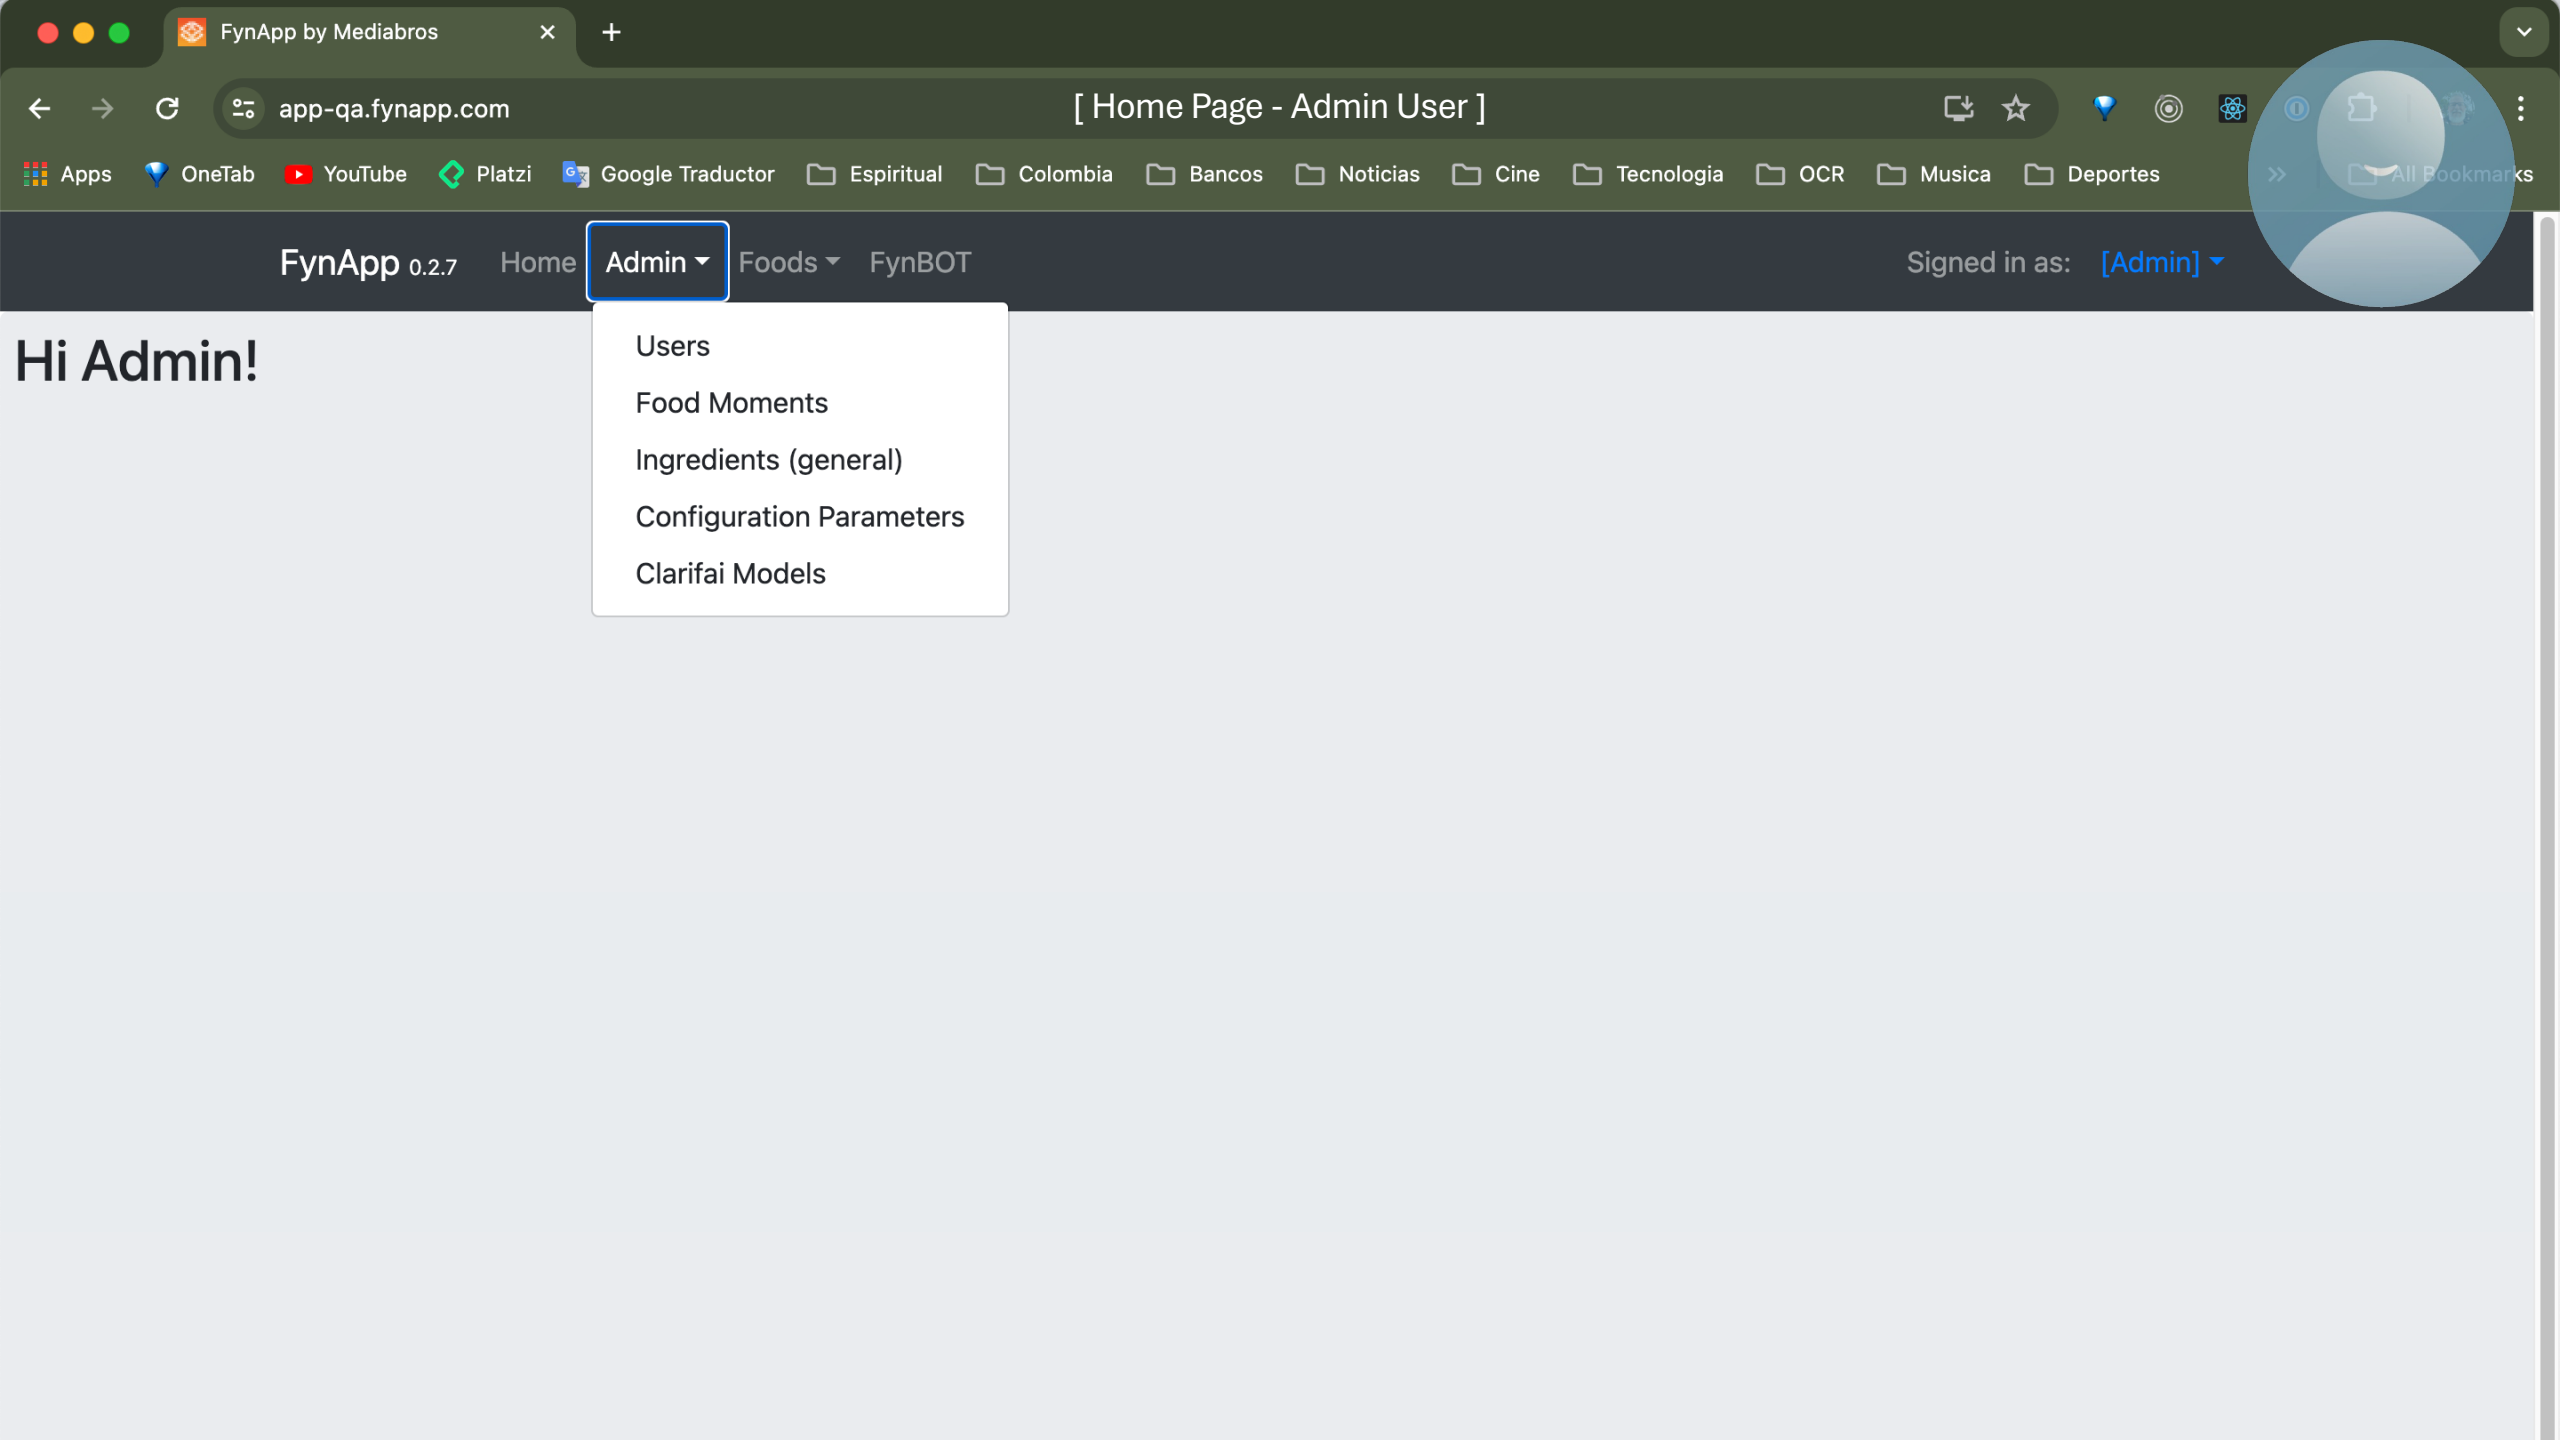 FynApp by Mediabros
app-qa.fynapp.com
[ Home Page - Admin User ]
Apps OneTab YouTube Platzi Google Traductor Espiritual Colombia Bancos Noticias Cine Tecnologia OCR Musica Deportes All Bookmarks
FynApp 0.2.7 Home Admin Foods FynBOT Signed in as: [Admin]
Hi Admin!
Users
Food Moments
Ingredients (general)
Configuration Parameters
Clarifai Models